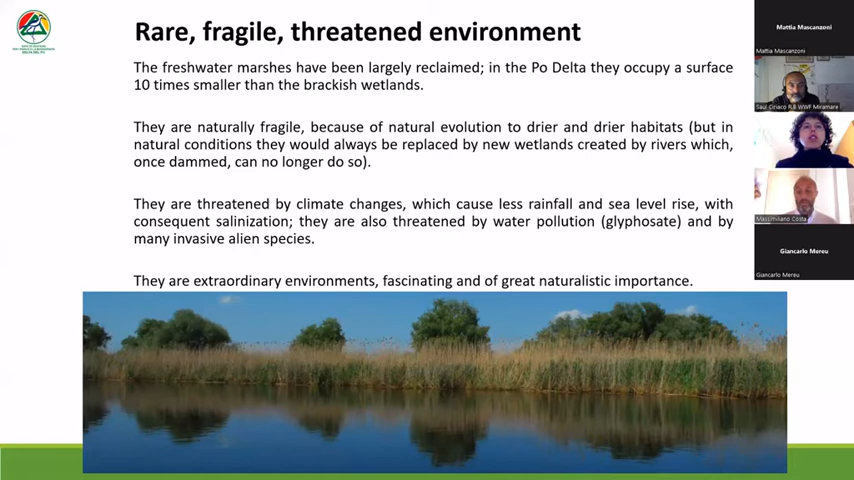 Rare, fragile, threatened environment
The freshwater marshes have been largely reclaimed; in the Po Delta they occupy a surface
10 times smaller than the brackish wetlands.
They are naturally fragile, because of natural evolution to drier and drier habitats (but in
natural conditions they would always be replaced by new wetlands created by rivers which,
once dammed, can no longer do so).
They are threatened by climate changes, which cause less rainfall and sea level rise, with
consequent salinization; they are also threatened by water pollution (glyphosate) and by
many invasive alien species.
They are extraordinary environments, fascinating and of great naturalistic importance.
Mattia Mascanzoni
Mattia Mascanzoni
Saul Ciriaco R.B WWF Miramare
Massimiliano Costa
Giancarlo Mereu
Giancarlo Mereu
DELTA DEL PO